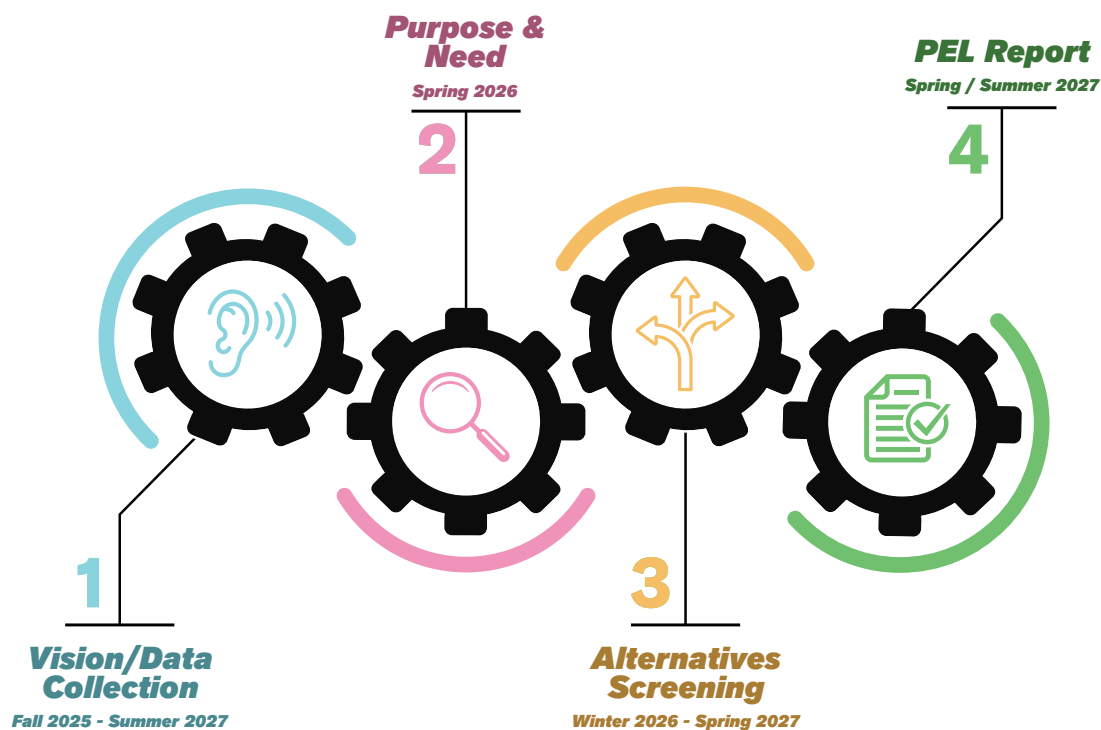 1
Vision/Data
Collection
Fall 2025 - Summer 2027
Purpose &
Need
Spring 2026
2
3
Alternatives
Screening
Winter 2026 - Spring 2027
PEL Report
Spring / Summer 2027
4